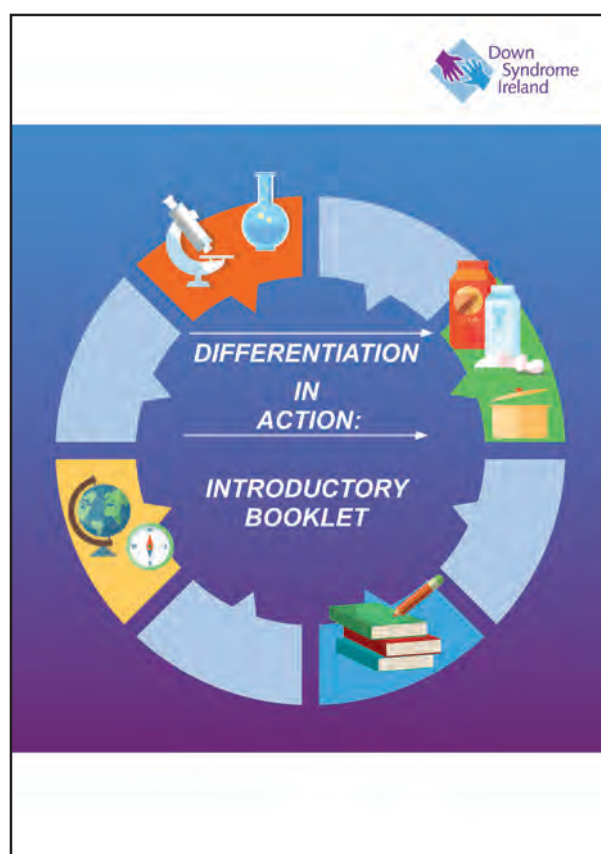 Down
Syndrome
Ireland
DIFFERENTIATION
IN
ACTION:
INTRODUCTORY
BOOKLET